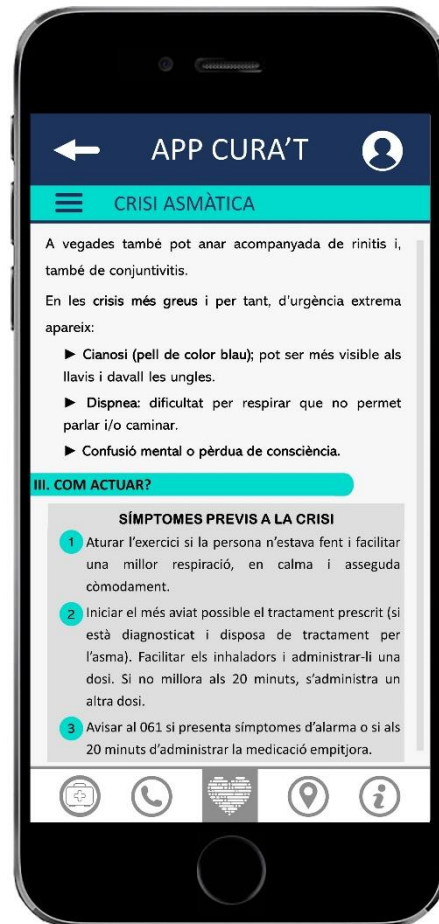 APP CURA'T
CRISI ASMÀTICA
A vegades també pot anar acompanyada de rinitis i,
també de conjuntivitis.
En les crisis més greus i per tant, d'urgència extrema
apareix:
► Cianosi (pell de color blau); pot ser més visible als
llavis i davall les ungles.
► Dispnea: dificultat per respirar que no permet
parlar i/o caminar.
► Confusió mental o pèrdua de consciència.
III. COM ACTUAR?
SÍMPTOMES PREVIS A LA CRISI
1 Aturar l'exercici si la persona n'estava fent i facilitar
una millor respiració, en calma i asseguda
còmodament.
2 Iniciar el més aviat possible el tractament prescrit (si
està diagnosticat i disposa de tractament per
l'asma). Facilitar els inhaladors i administrar-li una
dosi. Si no millora als 20 minuts, s'administra un
altra dosi.
3 Avisar al 061 si presenta símptomes d'alarma o si als
20 minuts d'administrar la medicació empitjora.
i